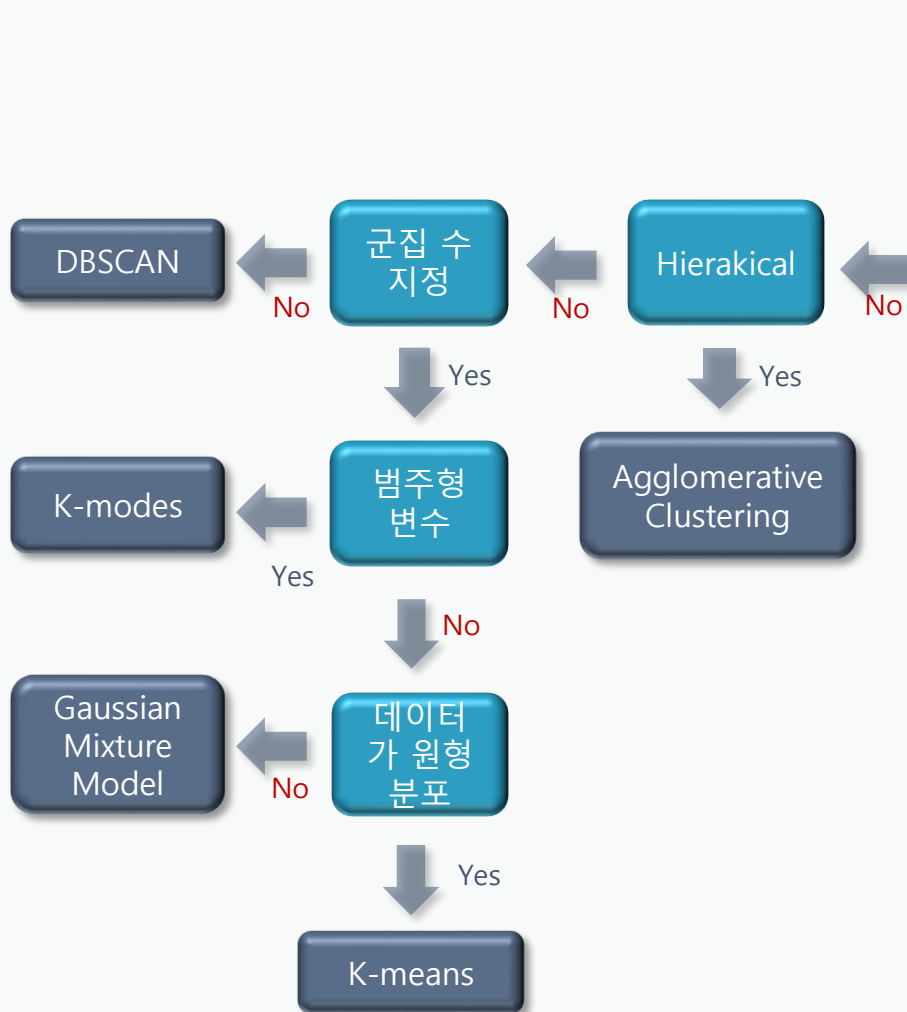 DBSCAN
군집 수
지정
Hierakical
No
No
No
Yes
Yes
K-modes
범주형
변수
Agglomerative
Clustering
Yes
No
Gaussian
Mixture
Model
데이터
가 원형
분포
No
Yes
K-means